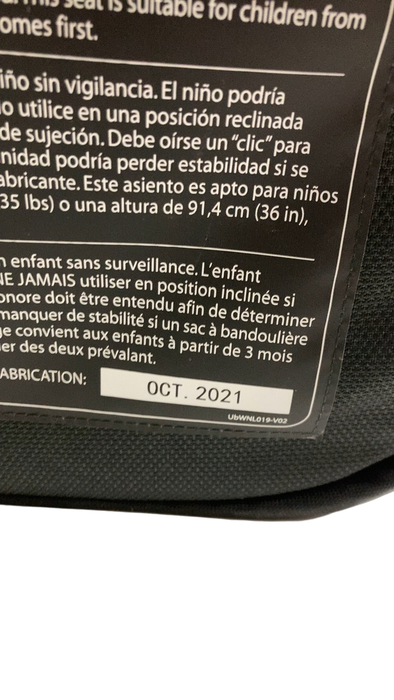 This seat is suitable for children from
omes first.
iño sin vigilancia. El niño podría
o utilice en una posición reclinada
de sujeción. Debe oírse un "clic" para
nidad podría perder estabilidad si se
abricante. Este asiento es apto para niños
35 lbs) o una altura de 91,4 cm (36 in),
n enfant sans surveillance. L'enfant
NE JAMAIS utiliser en position inclinée si
onore doit être entendu afin de déterminer
manquer de stabilité si un sac à bandoulière
ge convient aux enfants à partir de 3 mois
er des deux prévalant.
ABRICATION: OCT. 2021
UbWNL019-V02